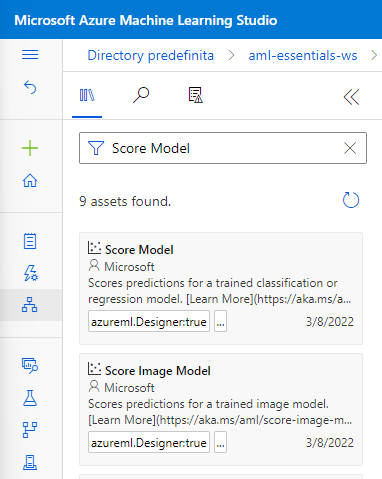 Microsoft Azure Machine Learning Studio
Directory predefinita > aml-essentials-ws >
Score Model
9 assets found.
Score Model
Microsoft
Scores predictions for a trained classification or
regression model. [Learn More](https://aka.ms/a...
azureml.Designer:true ... 3/8/2022
Score Image Model
Microsoft
Scores predictions for a trained image model.
[Learn More](https://aka.ms/aml/score-image-m...
azureml.Designer:true ... 3/8/2022